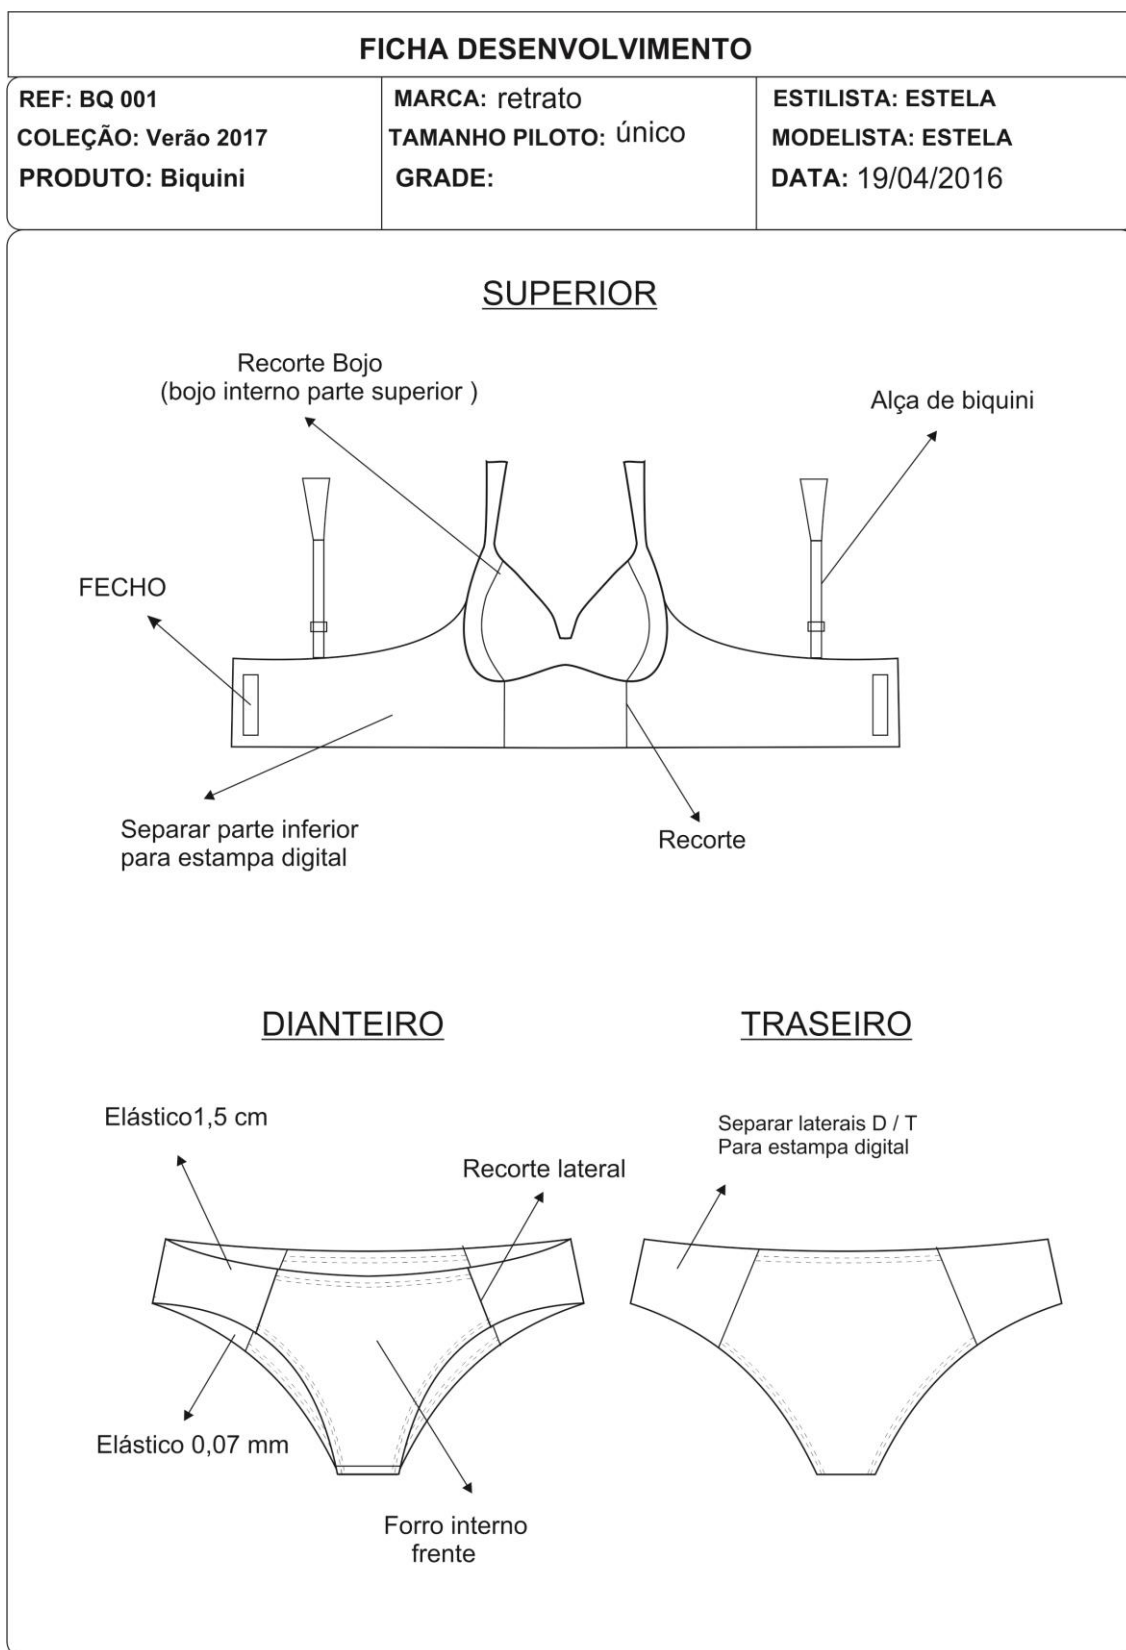 FICHA DESENVOLVIMENTO
REF: BQ 001
COLEÇÃO: Verão 2017
PRODUTO: Biquini
MARCA: retrato
TAMANHO PILOTO: único
GRADE:
ESTILISTA: ESTELA
MODELISTA: ESTELA
DATA: 19/04/2016
SUPERIOR
Recorte Bojo
(bojo interno parte superior )
Alça de biquini
FECHO
Separar parte inferior
para estampa digital
Recorte
DIANTEIRO
TRASEIRO
Elástico1,5 cm
Recorte lateral
Separar laterais D / T
Para estampa digital
Elástico 0,07 mm
Forro interno
frente